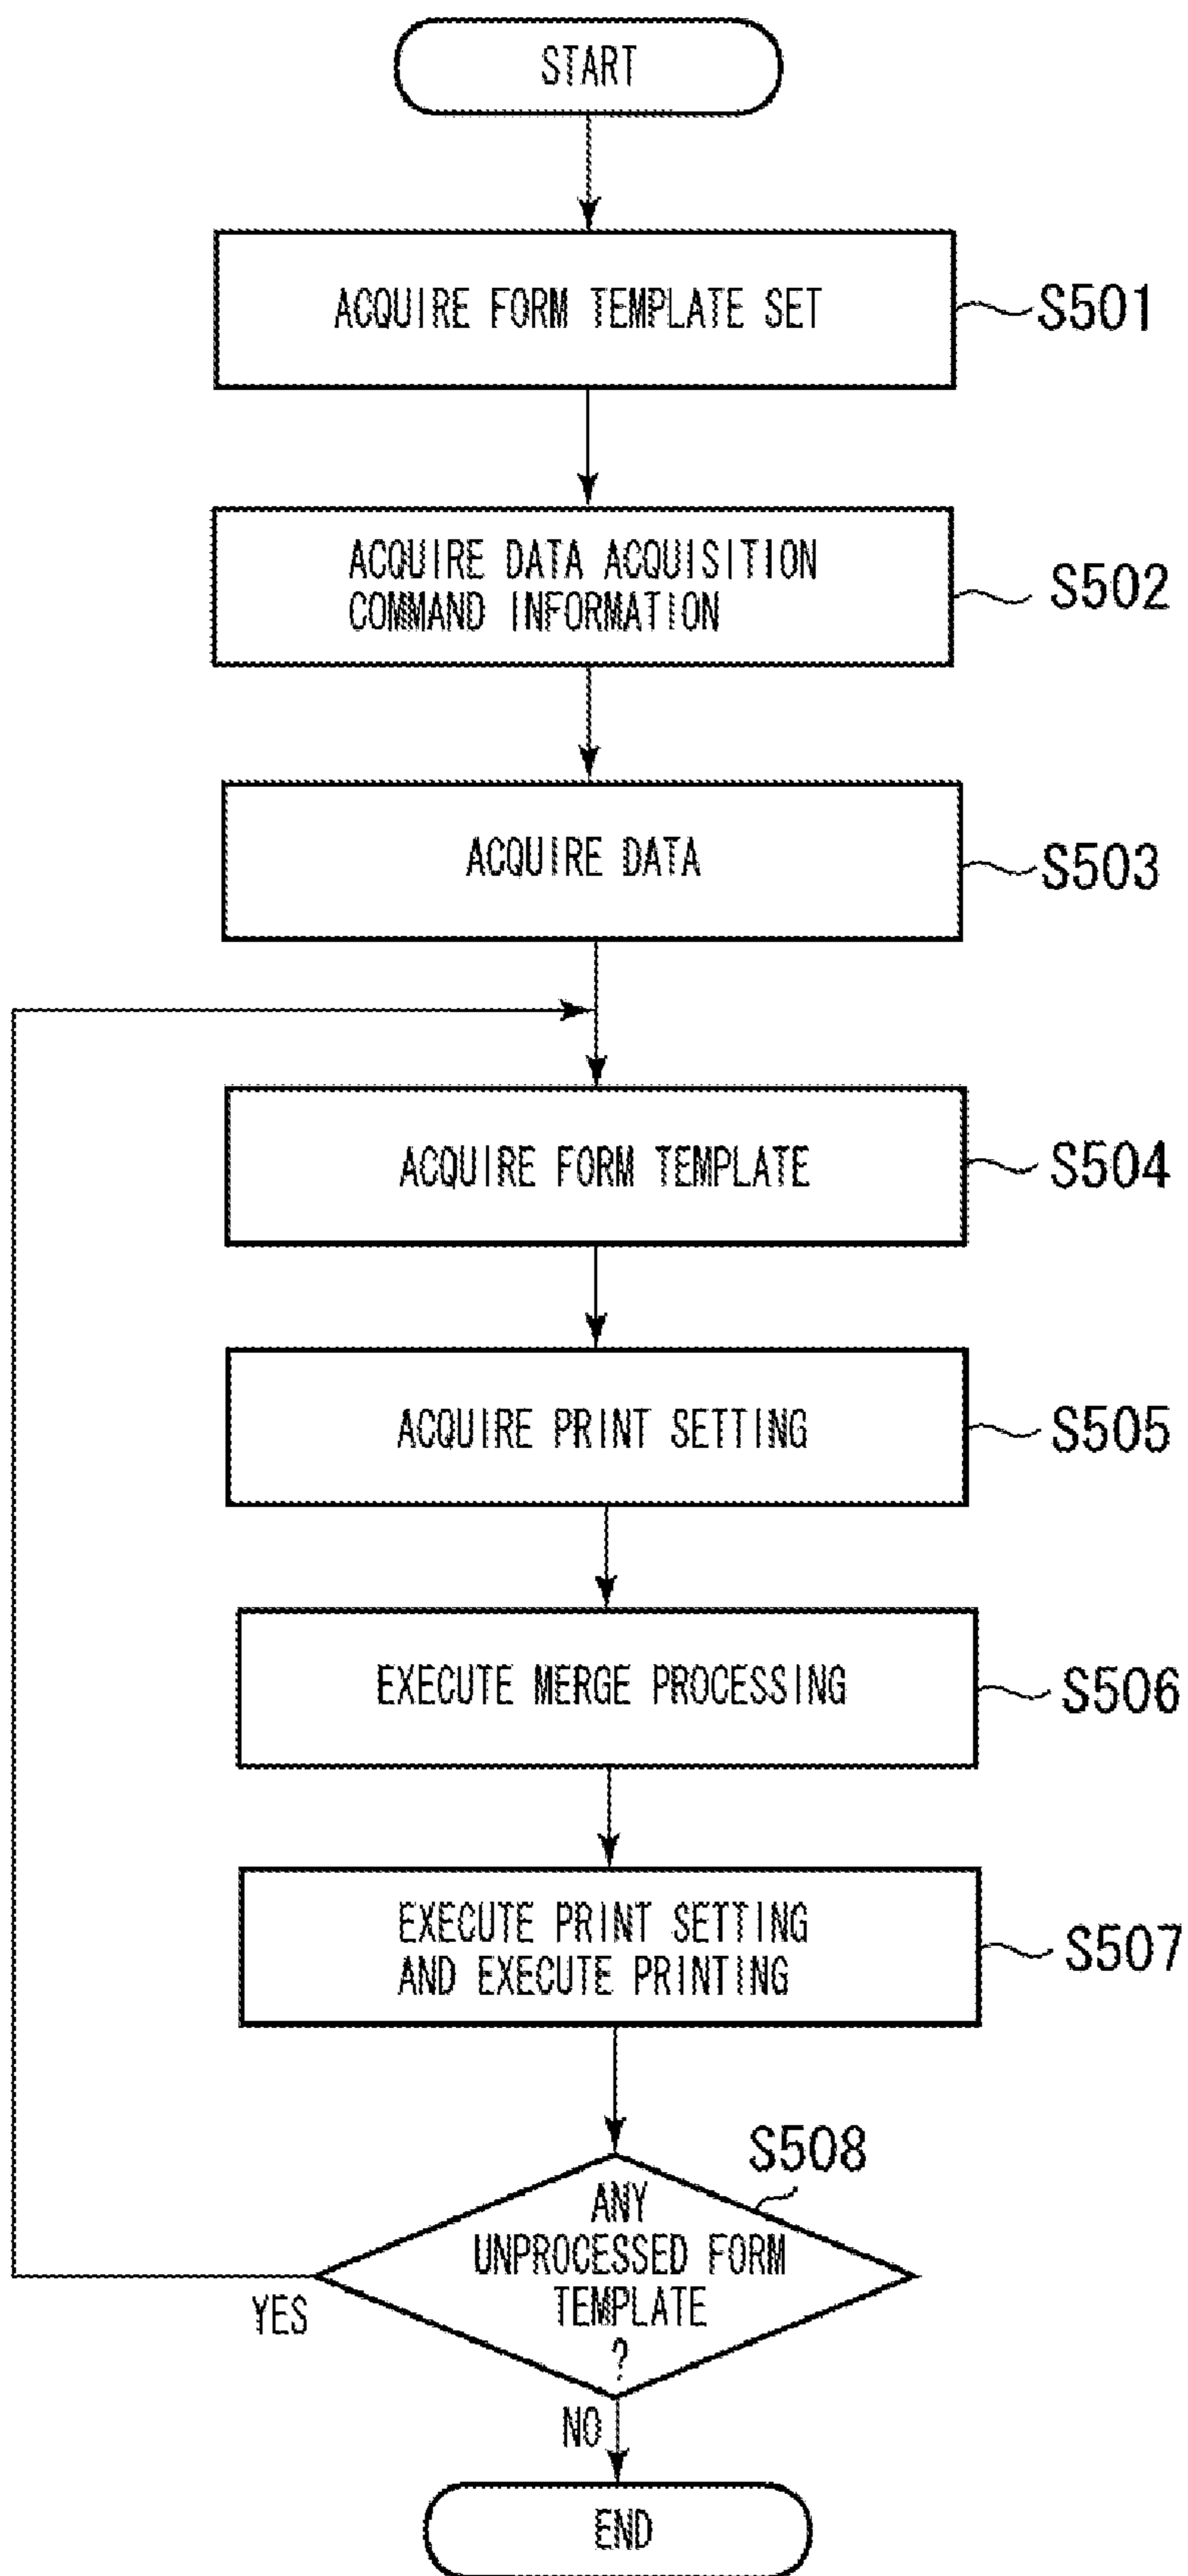 START
ACQUIRE FORM TEMPLATE SET
S501
ACQUIRE DATA ACQUISITION
COMMAND INFORMATION
S502
ACQUIRE DATA
S503
ACQUIRE FORM TEMPLATE
S504
ACQUIRE PRINT SETTING
S505
EXECUTE MERGE PROCESSING
S506
EXECUTE PRINT SETTING
AND EXECUTE PRINTING
S507
S508
ANY
UNPROCESSED FORM
TEMPLATE
?
YES
NO
END